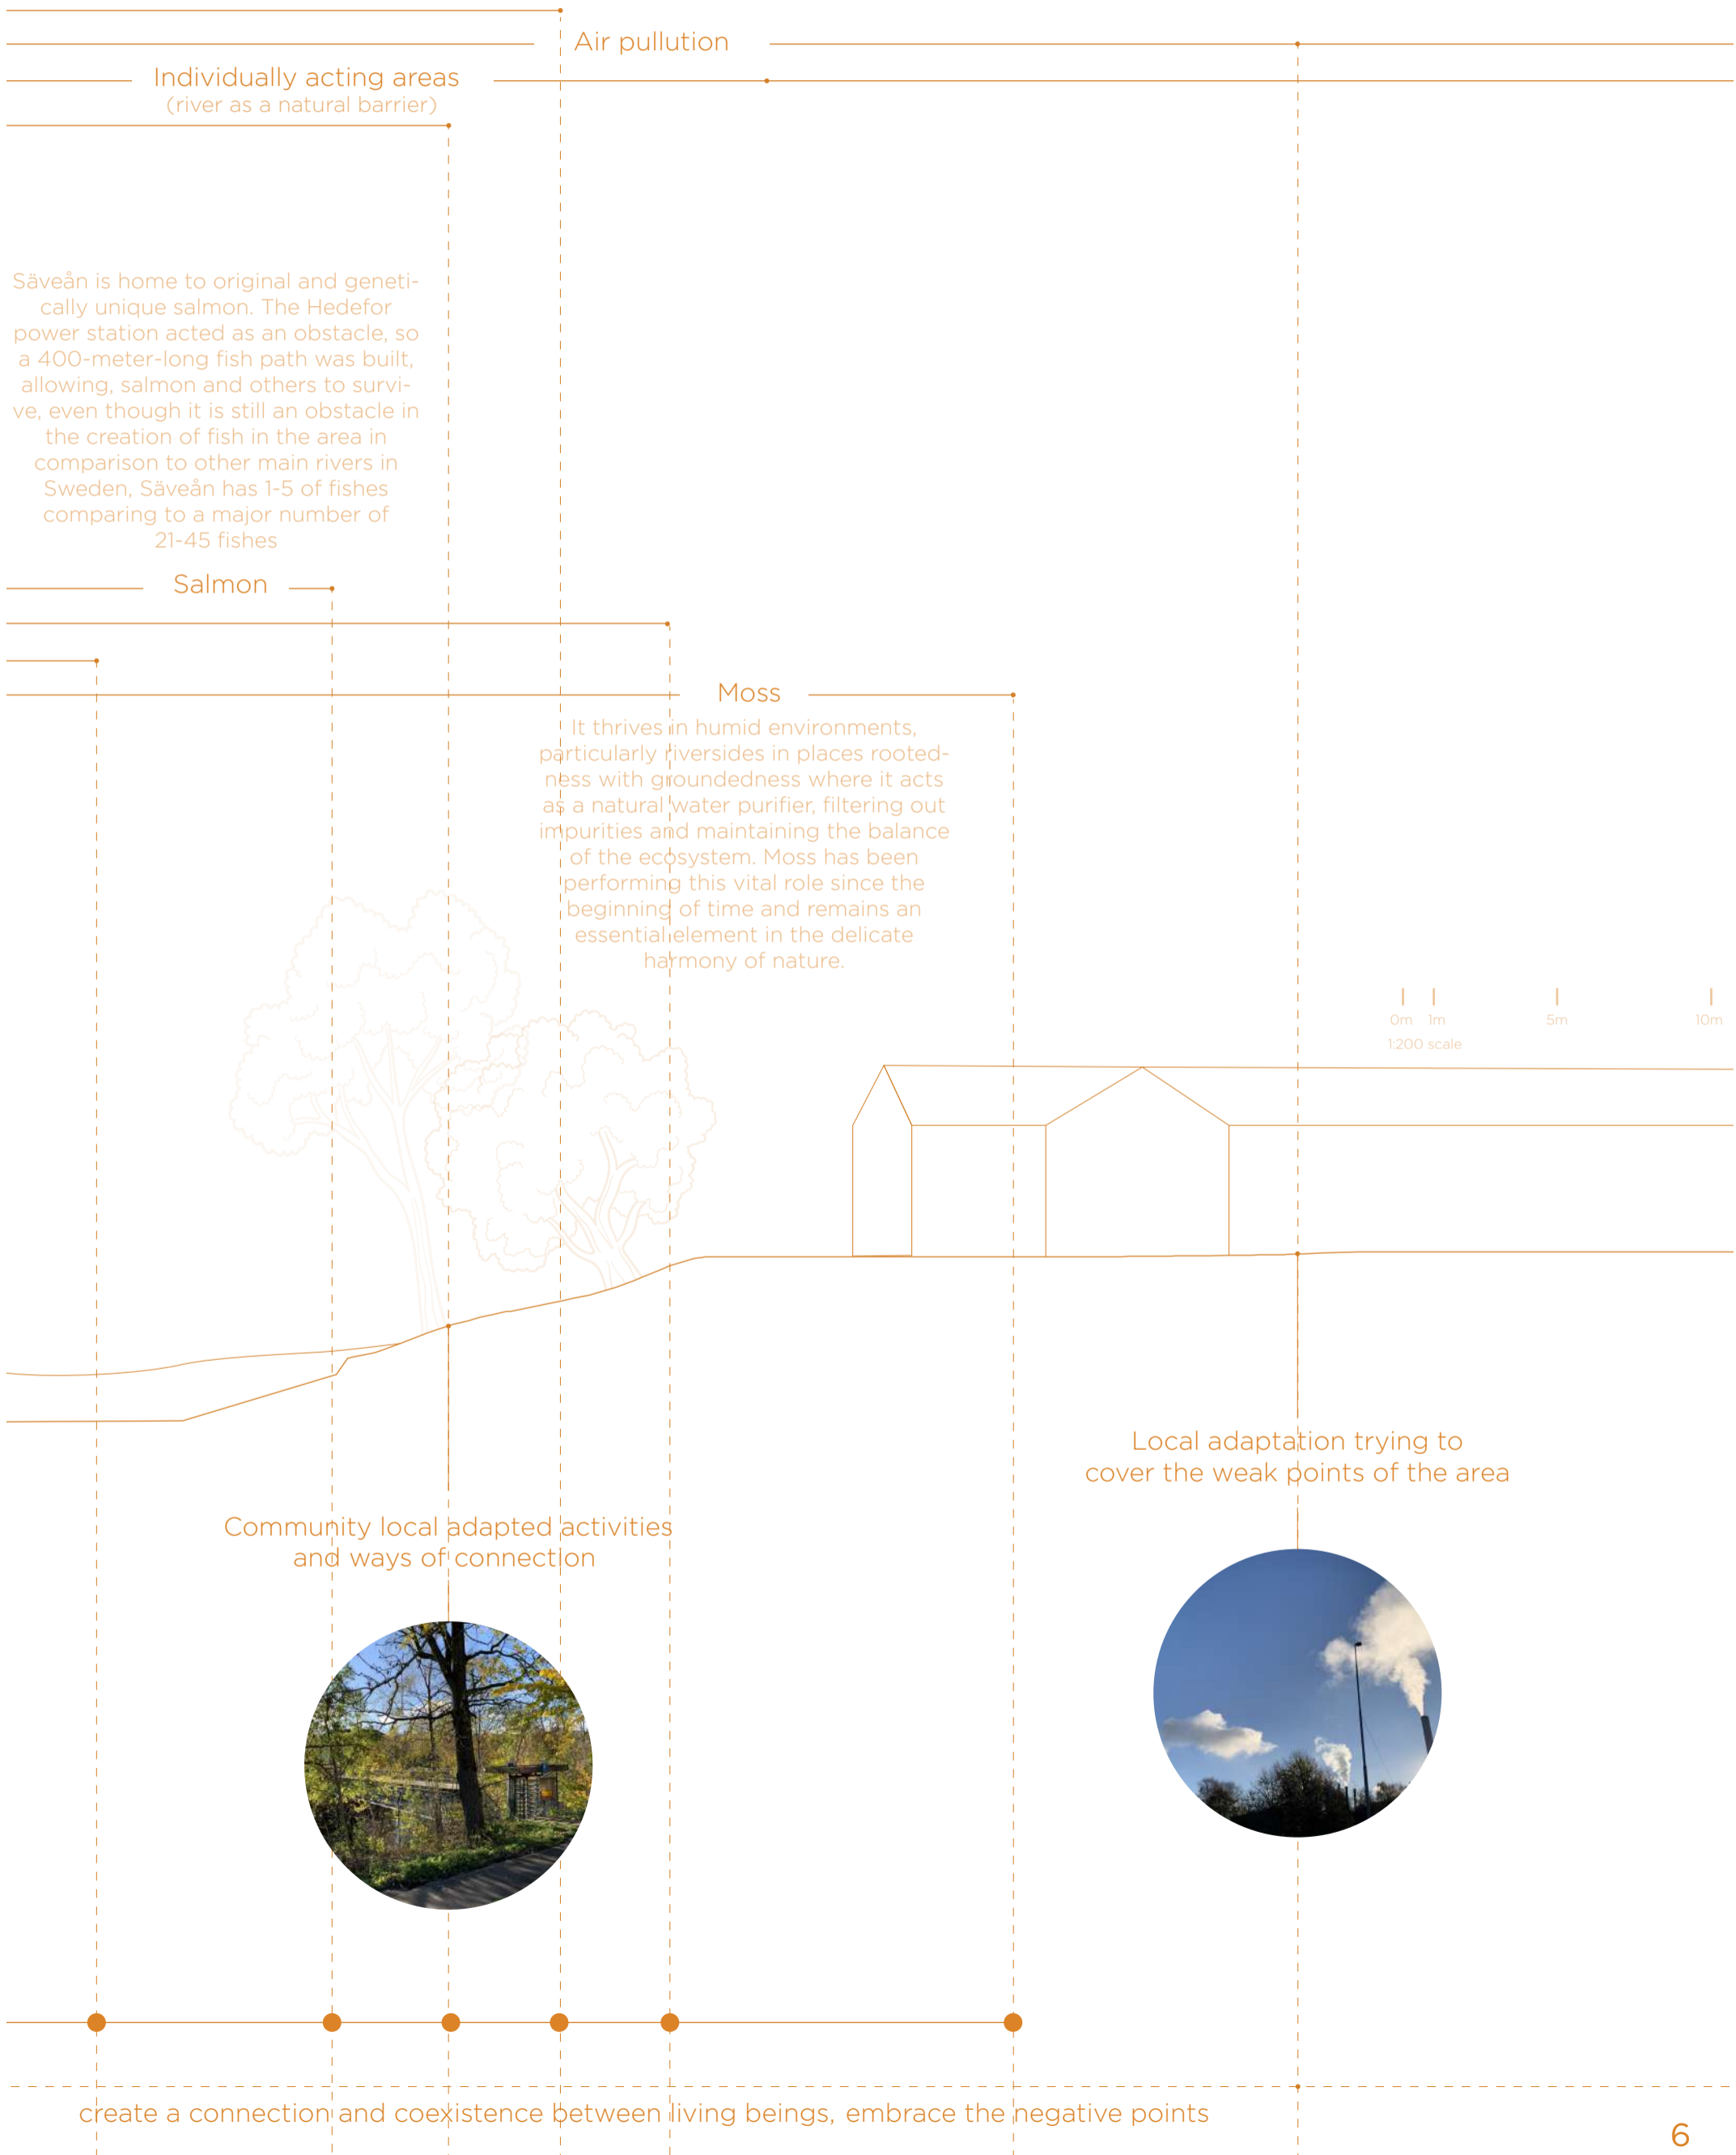 Air pullution
Individually acting areas
(river as a natural barrier)
Säveån is home to original and geneti-
cally unique salmon. The Hedefor
power station acted as an obstacle, so
a 400-meter-long fish path was built,
allowing, salmon and others to survi-
ve, even though it is still an obstacle in
the creation of fish in the area in
comparison to other main rivers in
Sweden, Säveån has 1-5 of fishes
comparing to a major number of
21-45 fishes
Salmon
Moss
It thrives in humid environments,
particularly riversides in places rooted-
ness with groundedness where it acts
as a natural water purifier, filtering out
impurities and maintaining the balance
of the ecosystem. Moss has been
performing this vital role since the
beginning of time and remains an
essential element in the delicate
harmony of nature.
0m 1m 5m 10m
1:200 scale
Local adaptation trying to
cover the weak points of the area
Community local adapted activities
and ways of connection
create a connection and coexistence between living beings, embrace the negative points
6